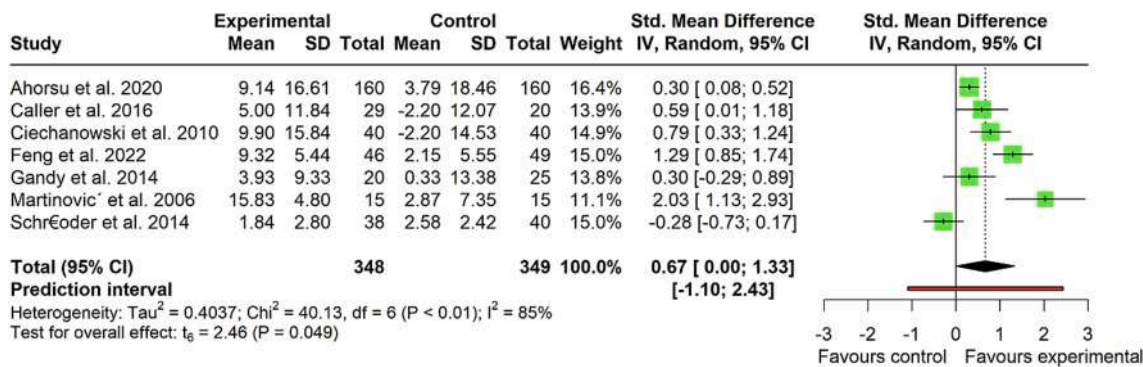 Experimental Control Std. Mean Difference Std. Mean Difference
Study Mean SD Total Mean SD Total Weight IV, Random, 95% CI IV, Random, 95% CI
Ahorsu et al. 2020 9.14 16.61 160 3.79 18.46 160 16.4% 0.30 [ 0.08; 0.52]
Caller et al. 2016 5.00 11.84 29 -2.20 12.07 20 13.9% 0.59 [ 0.01; 1.18]
Ciechanowski et al. 2010 9.90 15.84 40 -2.20 14.53 40 14.9% 0.79 [ 0.33; 1.24]
Feng et al. 2022 9.32 5.44 46 2.15 5.55 49 15.0% 1.29 [ 0.85; 1.74]
Gandy et al. 2014 3.93 9.33 20 0.33 13.38 25 13.8% 0.30 [-0.29; 0.89]
Martinovic´ et al. 2006 15.83 4.80 15 2.87 7.35 15 11.1% 2.03 [ 1.13; 2.93]
Schr€oder et al. 2014 1.84 2.80 38 2.58 2.42 40 15.0% -0.28 [-0.73; 0.17]
Total (95% CI) 348 349 100.0% 0.67 [ 0.00; 1.33]
Prediction interval [-1.10; 2.43]
Heterogeneity: Tau² = 0.4037; Chi² = 40.13, df = 6 (P < 0.01); I² = 85%
Test for overall effect: t₆ = 2.46 (P = 0.049)
-3 -2 -1 0 1 2 3
Favours control Favours experimental